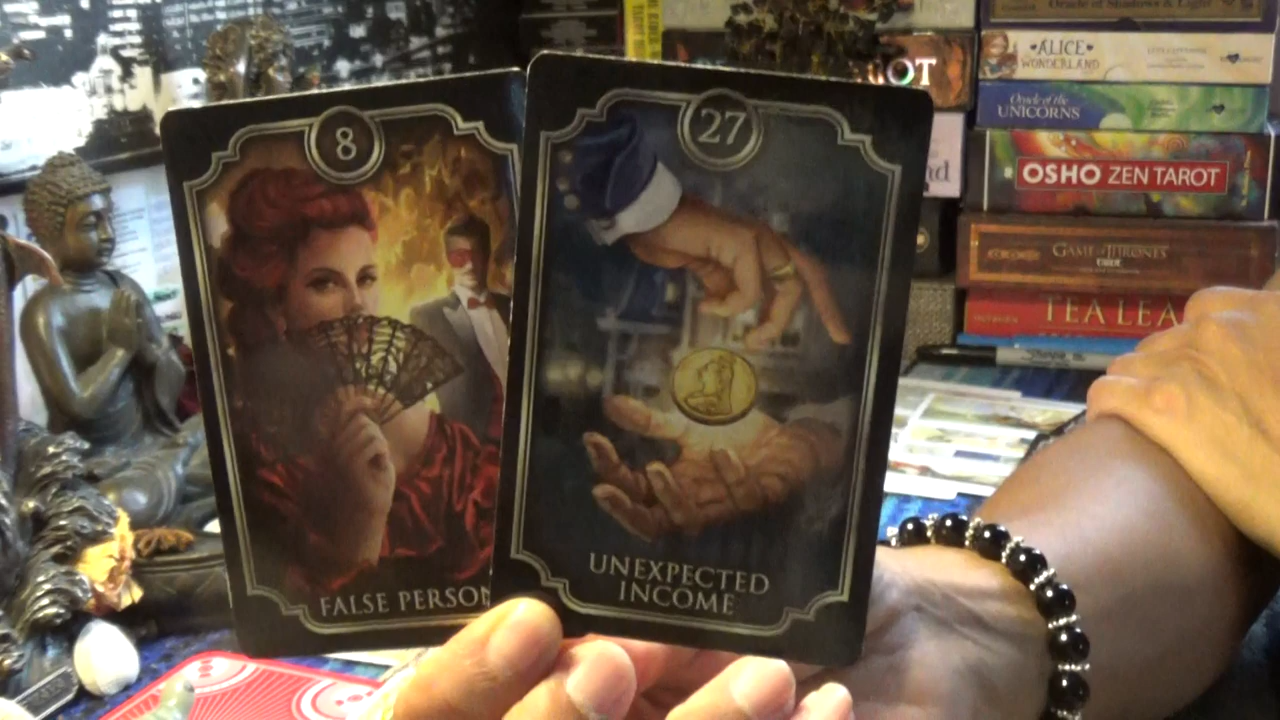 8
FALSE PERSON
27
UNEXPECTED
INCOME
Oracle of Shadows & Light
ALICE
WONDERLAND
Oracle of the
UNICORNS
OSHO ZEN TAROT
GAME OF THRONES
TEA LEA